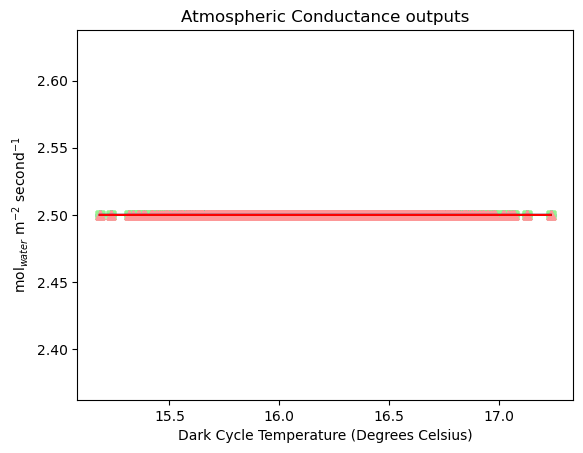 Atmospheric Conductance outputs
2.60
2.55
2.50
2.45
2.40
mol$_{water}$ m$^{-2}$ second$^{-1}$
15.5 16.0 16.5 17.0
Dark Cycle Temperature (Degrees Celsius)